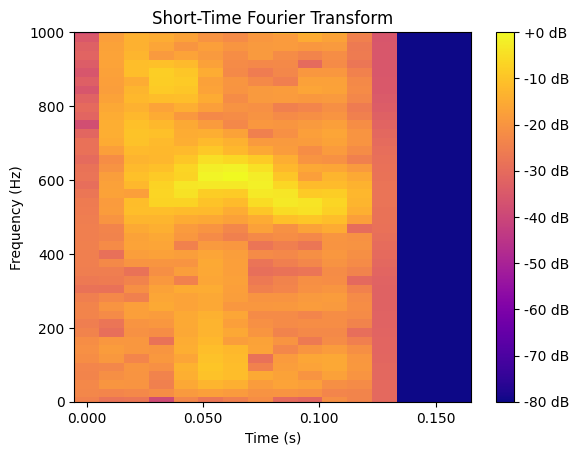 Short-Time Fourier Transform
1000
800
600
400
200
0
Frequency (Hz)
0.000
0.050
0.100
0.150
Time (s)
+0 dB
-10 dB
-20 dB
-30 dB
-40 dB
-50 dB
-60 dB
-70 dB
-80 dB